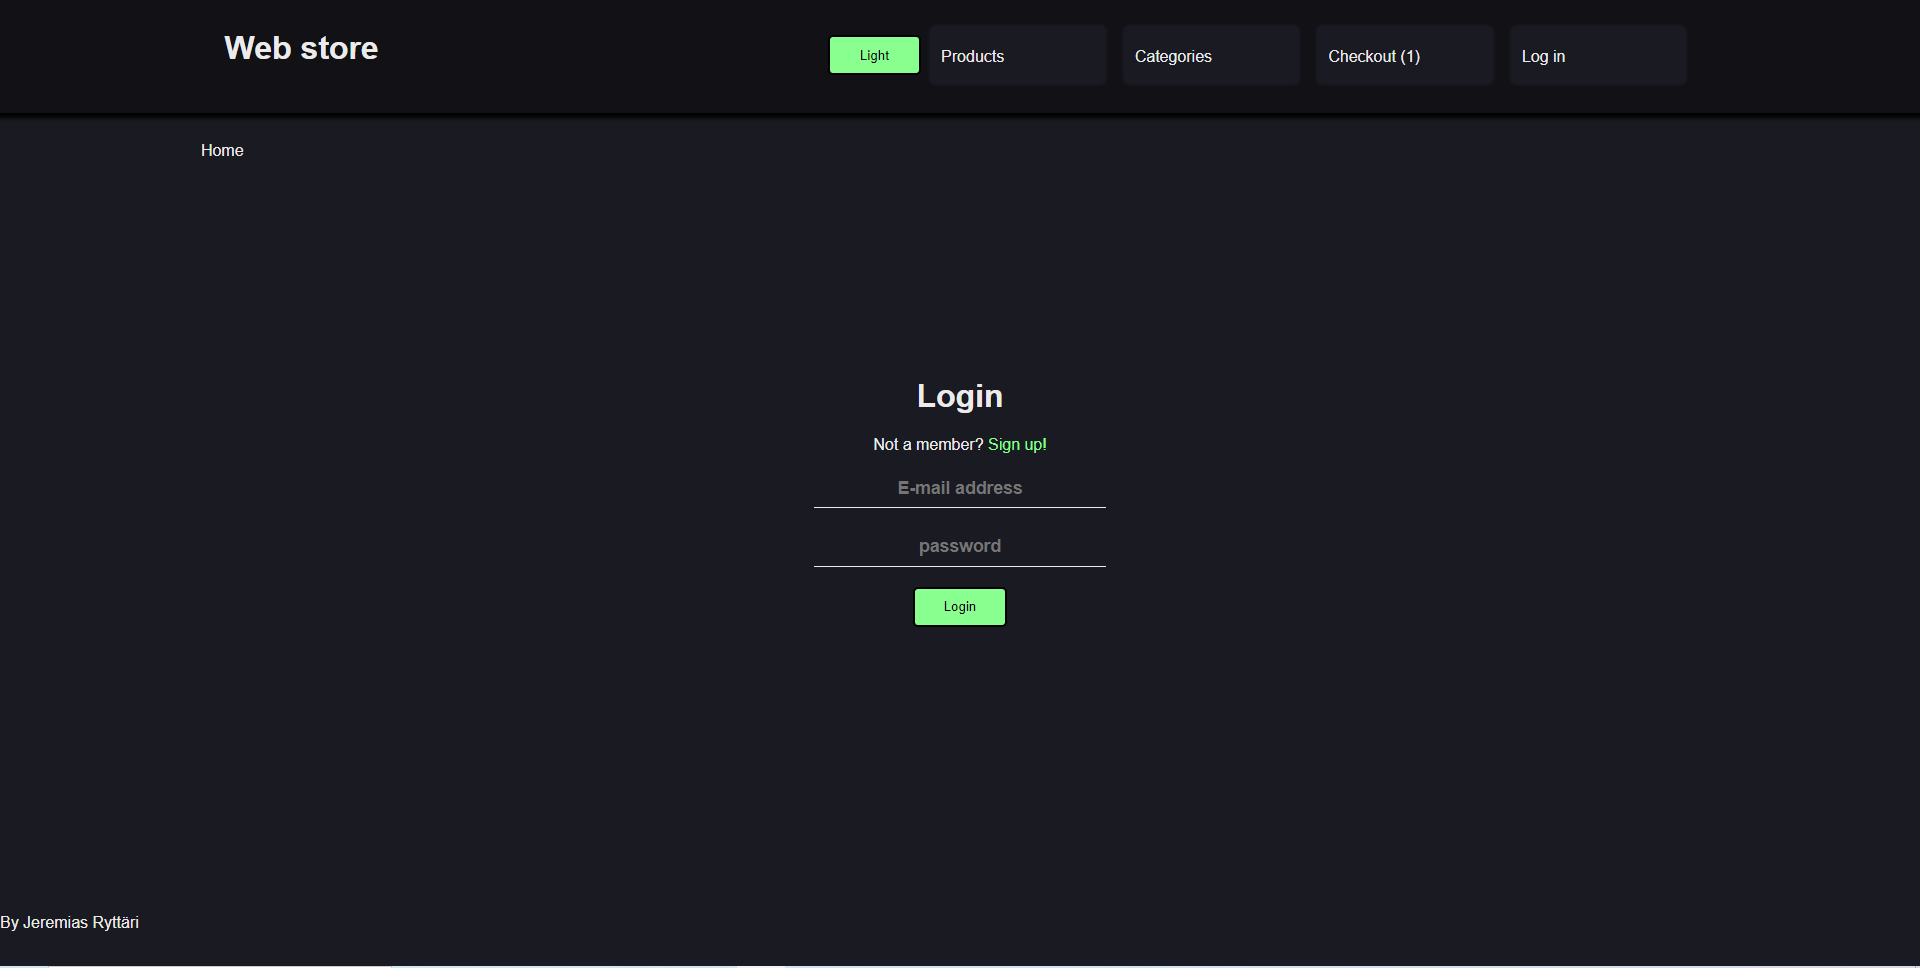 Web store
Light
Products
Categories
Checkout (1)
Log in
Home
Login
Not a member? Sign up!
E-mail address
password
Login
By Jeremias Ryttäri